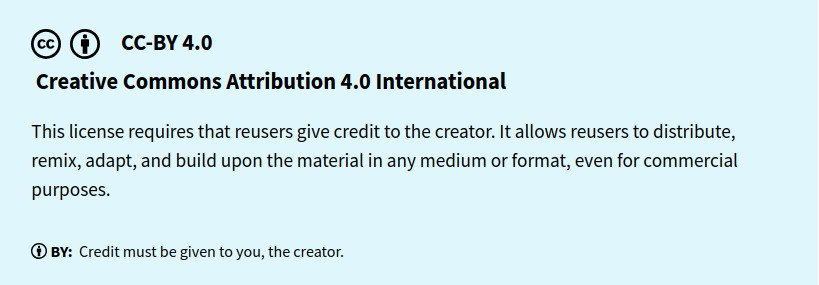 cc CC-BY 4.0
Creative Commons Attribution 4.0 International
This license requires that reusers give credit to the creator. It allows reusers to distribute,
remix, adapt, and build upon the material in any medium or format, even for commercial
purposes.
BY: Credit must be given to you, the creator.